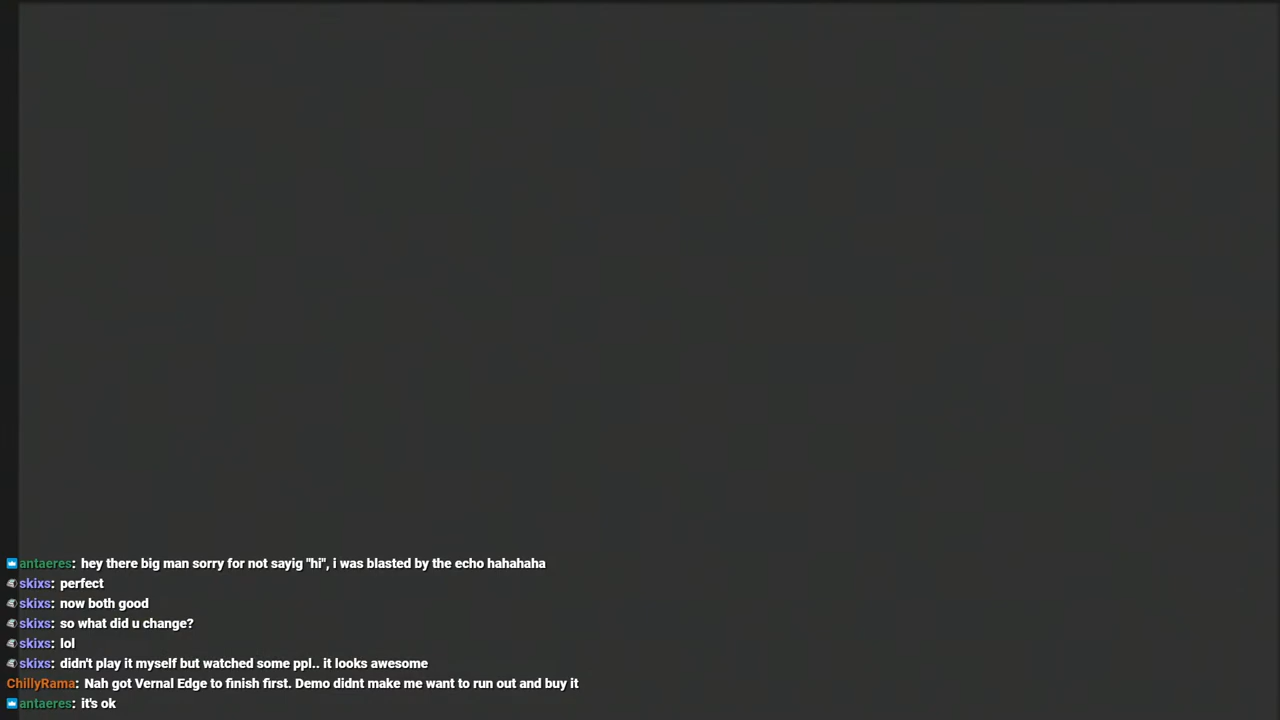 antaeres: hey there big man sorry for not sayig "hi", i was blasted by the echo hahahaha
skixs: perfect
skixs: now both good
skixs: so what did u change?
skixs: lol
skixs: didn't play it myself but watched some ppl.. it looks awesome
ChillyRama: Nah got Vernal Edge to finish first. Demo didnt make me want to run out and buy it
antaeres: it's ok